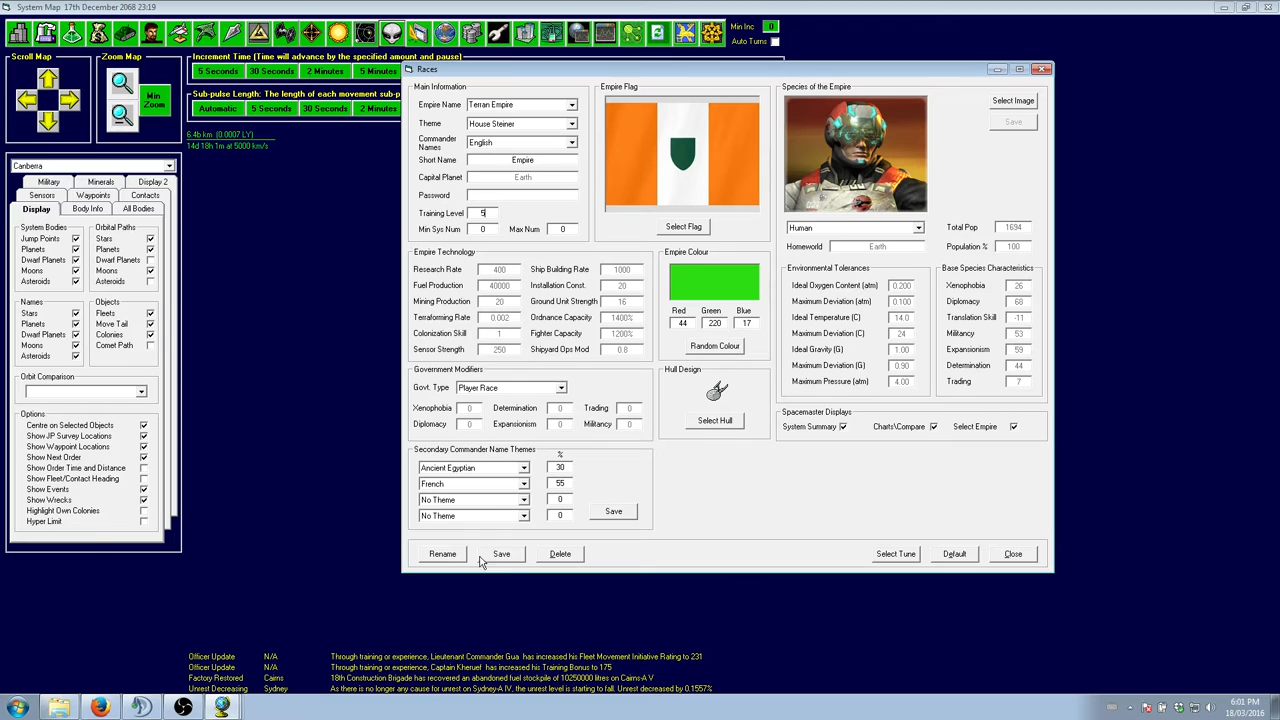 System Map  17th December 2068 23:19
Min Inc 0
Auto Turns
Scroll Map
Zoom Map
Min Zoom
Increment Time (Time will advance by the specified amount and pause)
5 Seconds 30 Seconds 2 Minutes 5 Minutes
Sub-pulse Length: The length of each movement sub-p
Automatic 5 Seconds 30 Seconds 2 Minutes
6.4b km  (0.0007 LY)
14d 18h 1m at 5000 km/s
Canberra
Military Minerals Display 2
Sensors Waypoints Contacts
Display Body Info All Bodies
System Bodies
Jump Points
Planets
Dwarf Planets
Moons
Asteroids
Orbital Paths
Stars
Planets
Dwarf Planets
Moons
Asteroids
Names
Stars
Planets
Dwarf Planets
Moons
Asteroids
Objects
Fleets
Move Tail
Colonies
Comet Path
Orbit Comparison
Options
Centre on Selected Objects
Show JP Survey Locations
Show Waypoint Locations
Show Next Order
Show Order Time and Distance
Show Fleet/Contact Heading
Show Events
Show Wrecks
Highlight Own Colonies
Hyper Limit
Races
Main Information
Empire Name Terran Empire
Theme House Steiner
Commander Names English
Short Name Empire
Capital Planet Earth
Password
Training Level 5
Min Sys Num 0 Max Num 0
Empire Flag
Select Flag
Species of the Empire
Select Image
Save
Human
Total Pop 1694
Homeworld Earth
Population % 100
Empire Technology
Research Rate 400 Ship Building Rate 1000
Fuel Production 40000 Installation Const. 20
Mining Production 20 Ground Unit Strength 16
Terraforming Rate 0.002 Ordnance Capacity 1400%
Colonization Skill 1 Fighter Capacity 1200%
Sensor Strength 250 Shipyard Ops Mod 0.8
Empire Colour
Red Green Blue
44 220 17
Random Colour
Environmental Tolerances
Ideal Oxygen Content (atm) 0.200
Maximum Deviation (atm) 0.100
Ideal Temperature (C) 14.0
Maximum Deviation (C) 24
Ideal Gravity (G) 1.00
Maximum Deviation (G) 0.90
Maximum Pressure (atm) 4.00
Base Species Characteristics
Xenophobia 26
Diplomacy 68
Translation Skill -11
Militancy 53
Expansionism 59
Determination 44
Trading 7
Government Modifiers
Govt. Type Player Race
Xenophobia 0 Determination 0 Trading 0
Diplomacy 0 Expansionism 0 Militancy 0
Hull Design
Select Hull
Spacemaster Displays
System Summary Charts\Compare Select Empire
Secondary Commander Name Themes %
Ancient Egyptian 30
French 55
No Theme 0
No Theme 0
Save
Rename Save Delete Select Tune Default Close
Officer Update N/A Through training or experience, Lieutenant Commander Gua  has increased his Fleet Movement Initiative Rating to 231
Officer Update N/A Through training or experience, Captain Kheruel  has increased his Training Bonus to 175
Factory Restored Cairns 18th Construction Brigade has recovered an abandoned fuel stockpile of 10250000 litres on Cairns-A V
Unrest Decreasing Sydney As there is no longer any cause for unrest on Sydney-A IV, the unrest level is starting to fall. Unrest decreased by 0.1557%
6:01 PM
18/03/2016